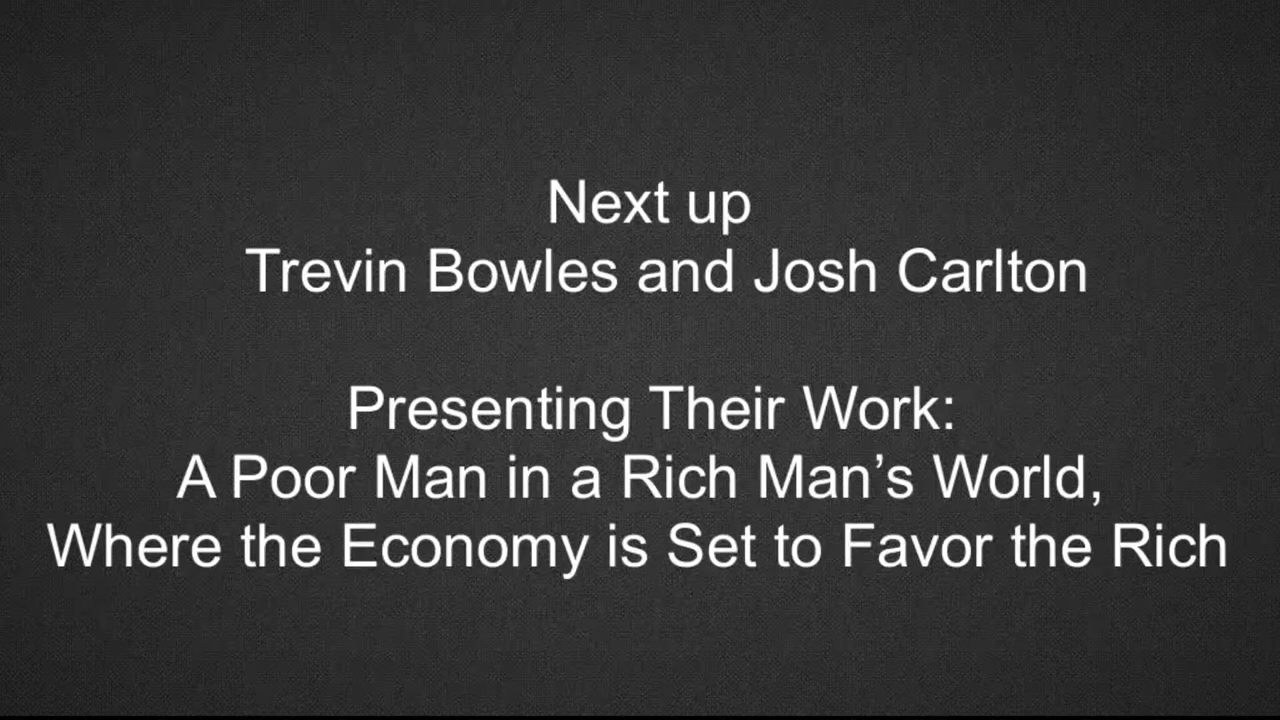 Next up
Trevin Bowles and Josh Carlton
Presenting Their Work:
A Poor Man in a Rich Man’s World,
Where the Economy is Set to Favor the Rich